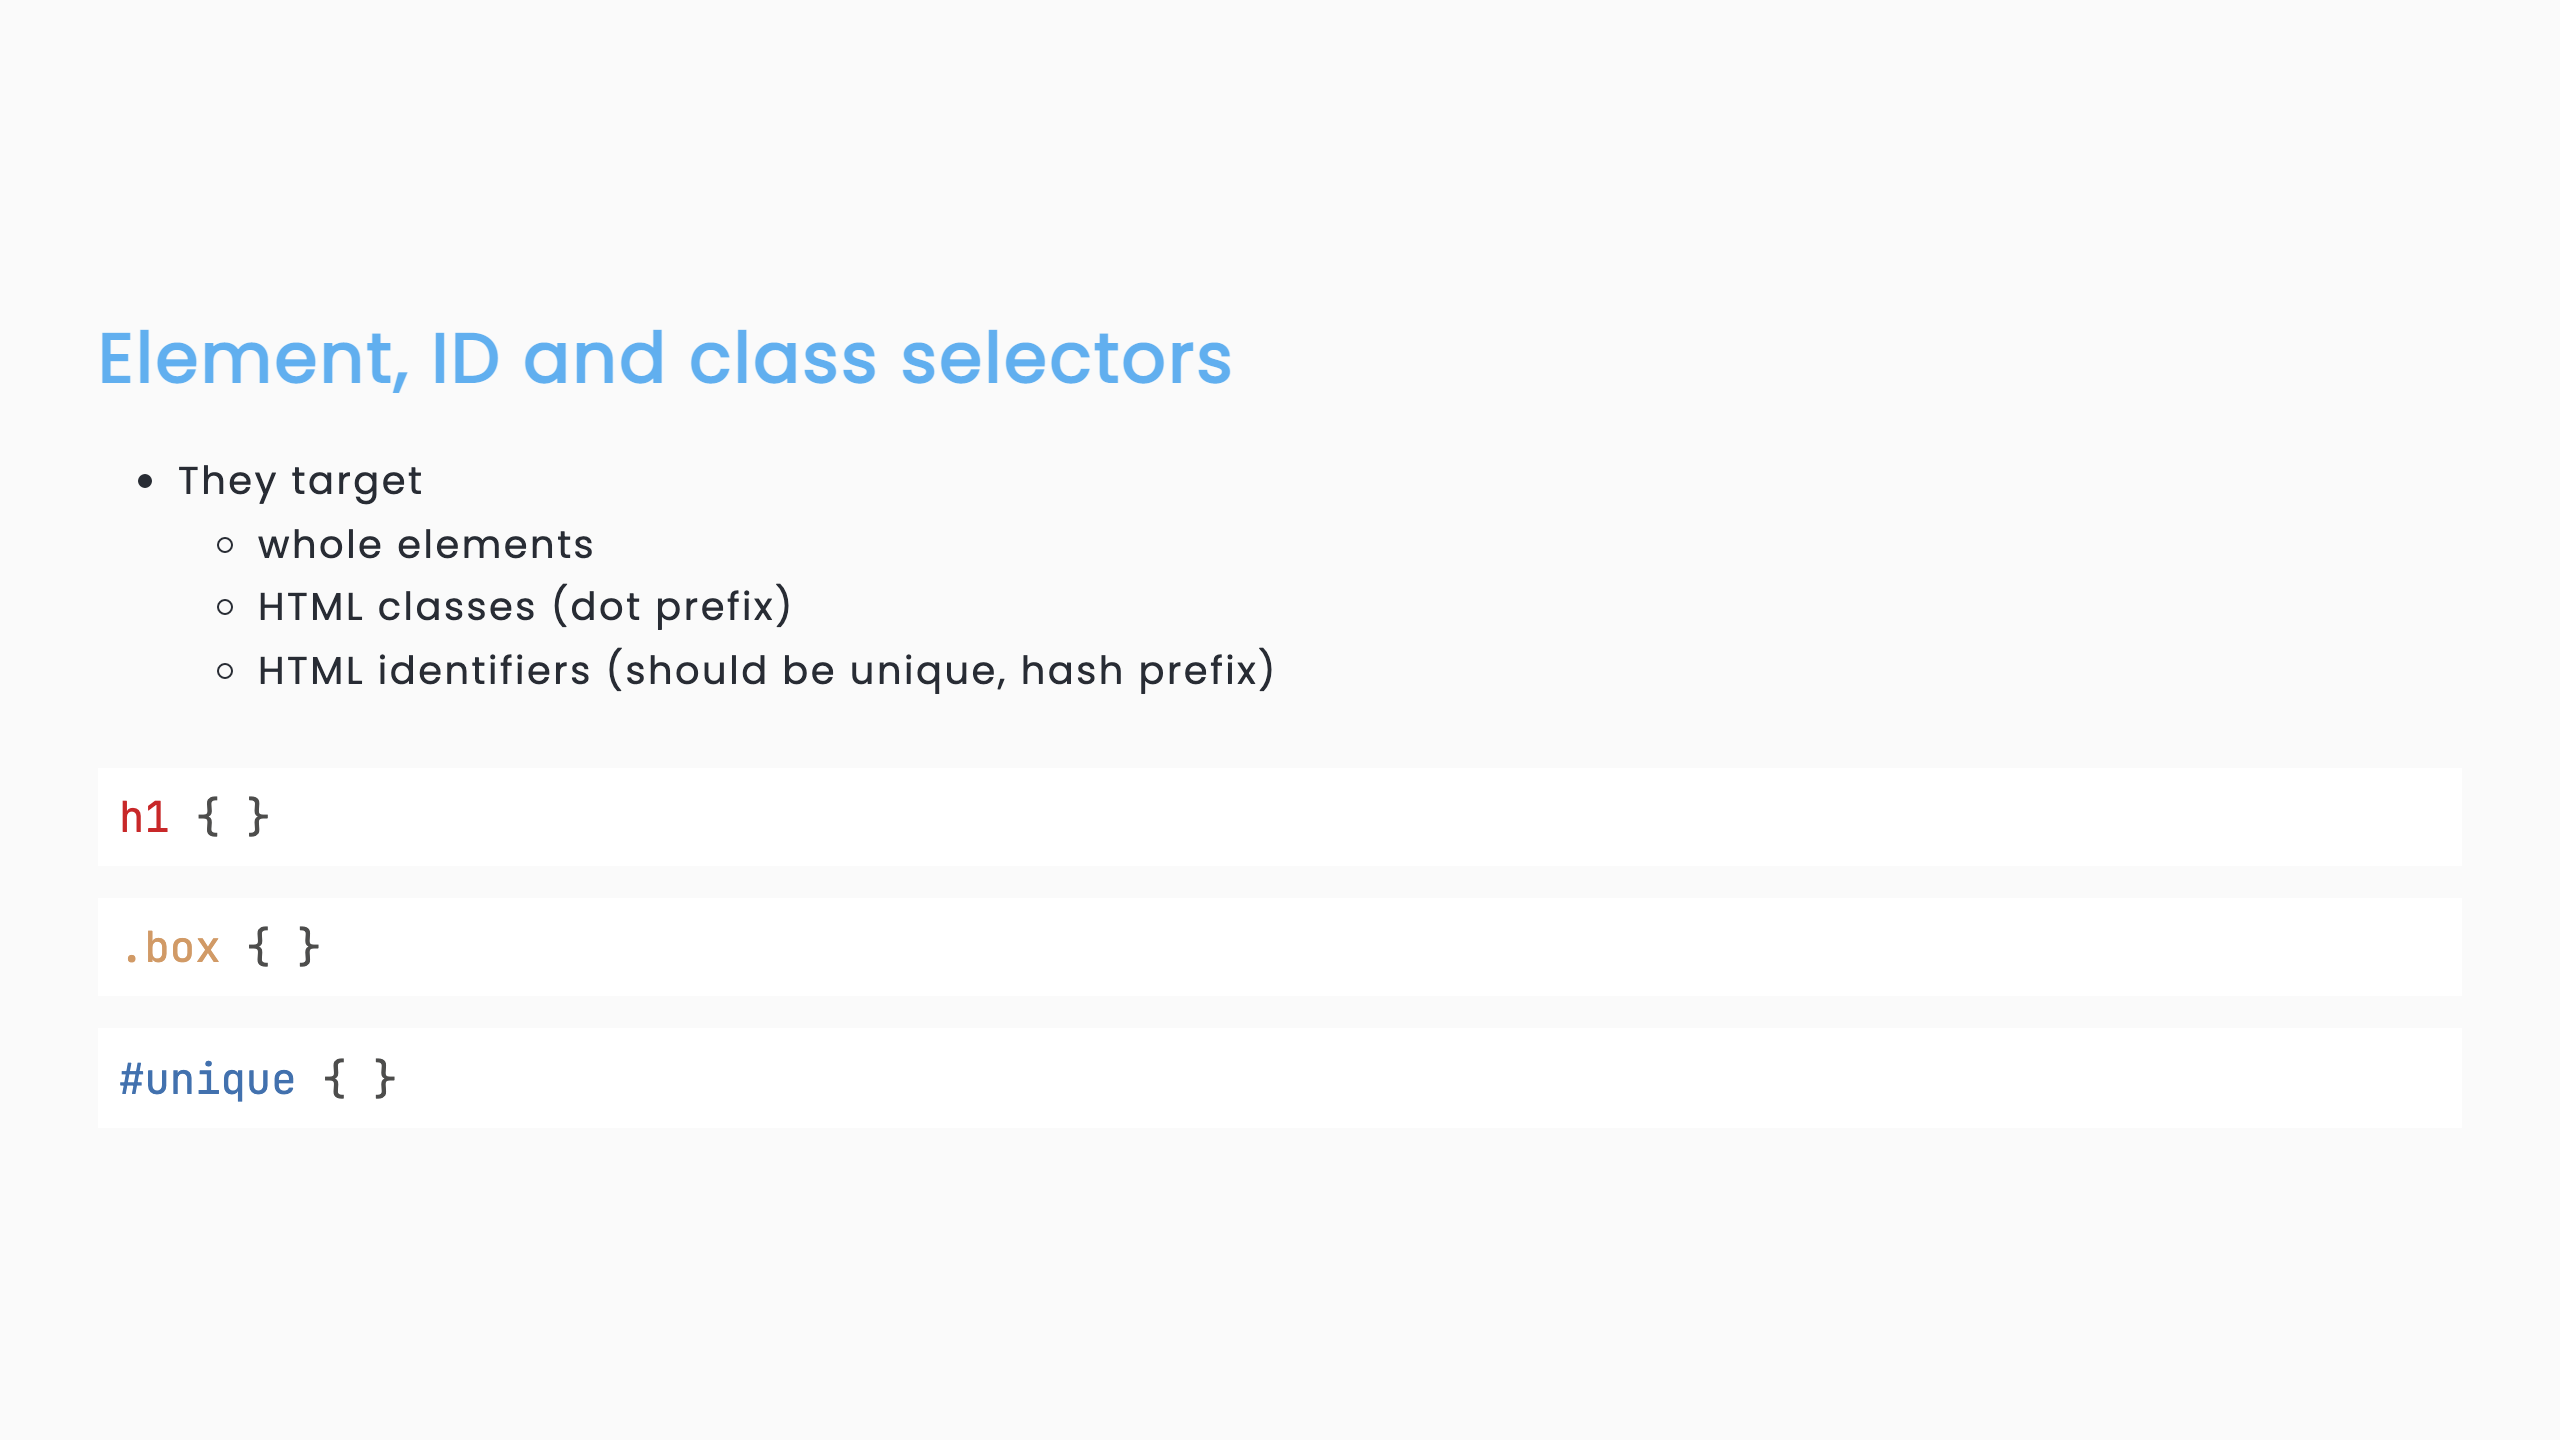 Element, ID and class selectors
• They target
○ whole elements
○ HTML classes (dot prefix)
○ HTML identifiers (should be unique, hash prefix)
h1 { }
.box { }
#unique { }